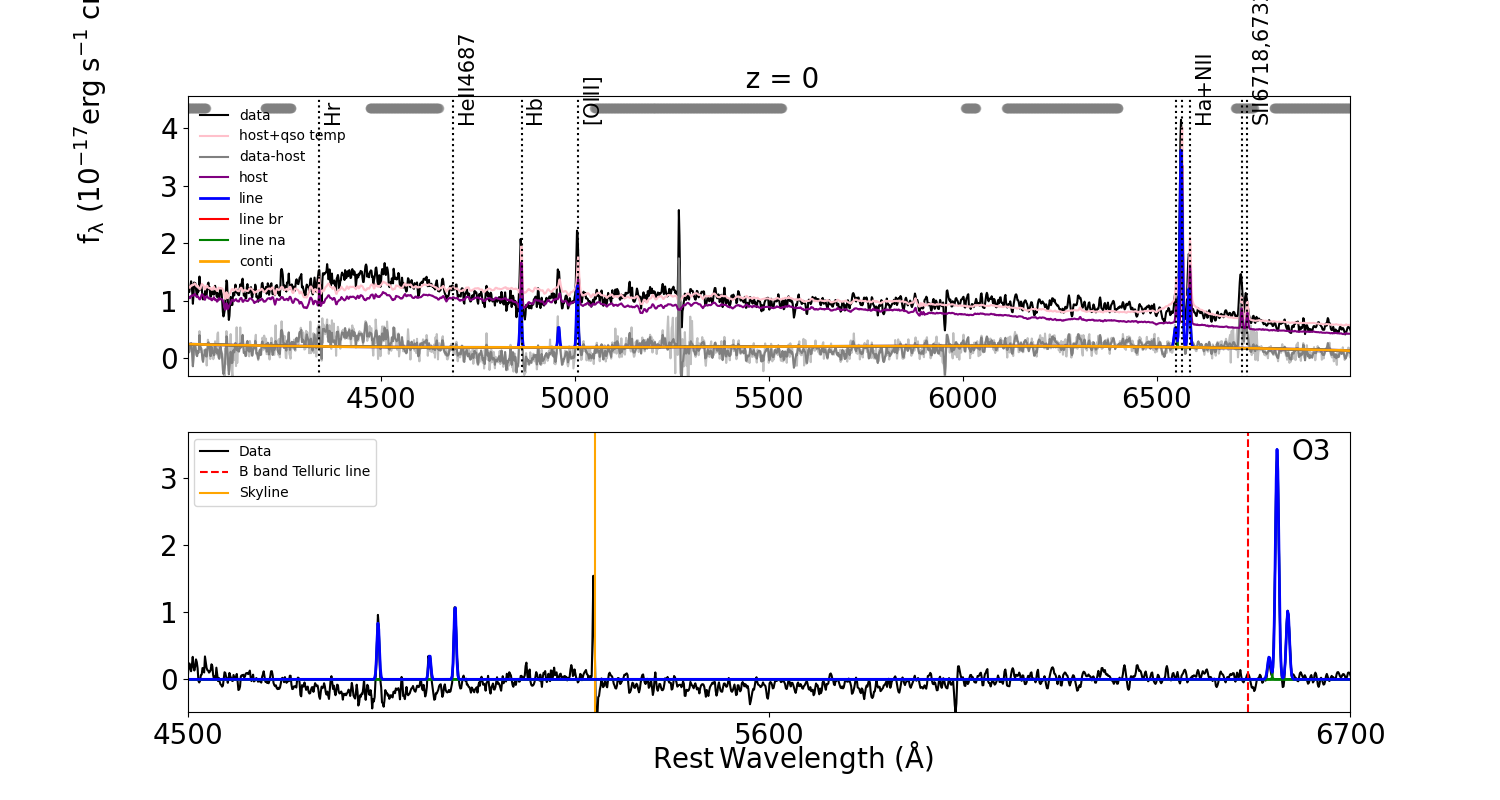 z = 0
f_λ (10^{−17}erg s^{−1} c
Hr
HeII4687
Hb
[OIII]
Ha+NII
SII6718,673
data
host+qso temp
data-host
host
line
line br
line na
conti
4
3
2
1
0
4500 5000 5500 6000 6500
Data
B band Telluric line
Skyline
O3
3
2
1
0
4500 5600 6700
Rest Wavelength (Å)